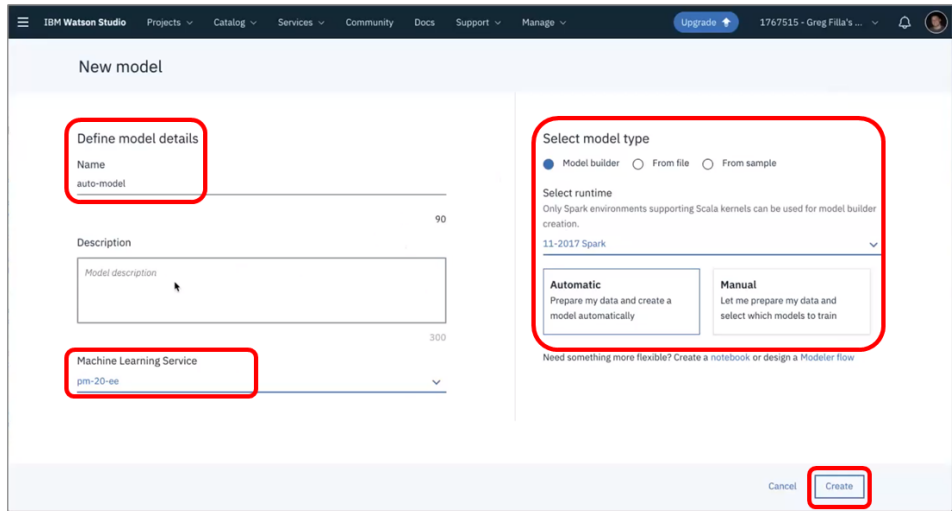 IBM Watson Studio Projects Catalog Services Community Docs Support Manage Upgrade 1767515 - Greg Filla's ...
New model
Define model details
Name
auto-model
90
Description
Model description
300
Machine Learning Service
pm-20-ee
Select model type
Model builder From file From sample
Select runtime
Only Spark environments supporting Scala kernels can be used for model builder
creation.
11-2017 Spark
Automatic
Prepare my data and create a
model automatically
Manual
Let me prepare my data and
select which models to train
Need something more flexible? Create a notebook or design a Modeler flow
Cancel Create